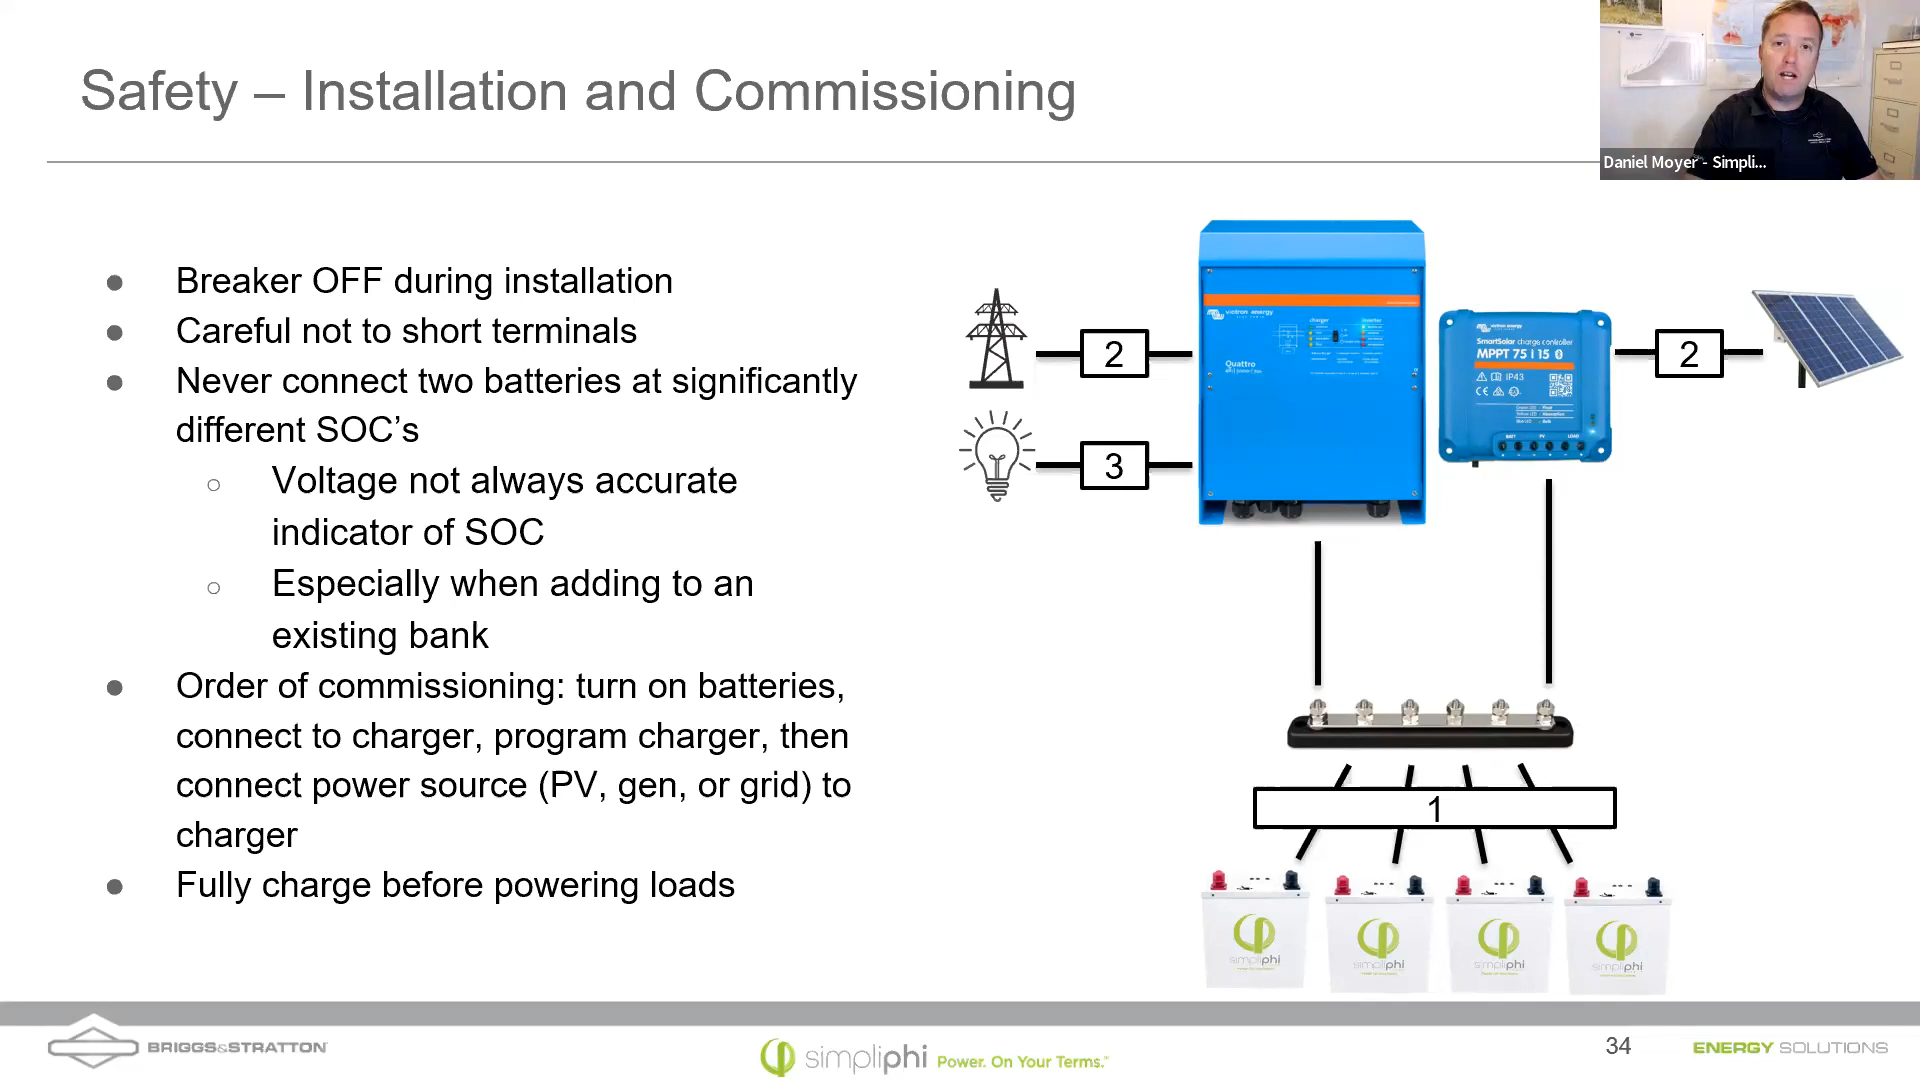 Safety – Installation and Commissioning
Daniel Moyer - Simpli...
● Breaker OFF during installation
● Careful not to short terminals
● Never connect two batteries at significantly
different SOC’s
○ Voltage not always accurate
indicator of SOC
○ Especially when adding to an
existing bank
● Order of commissioning: turn on batteries,
connect to charger, program charger, then
connect power source (PV, gen, or grid) to
charger
● Fully charge before powering loads
2
3
victron energy
charger
inverter
Quattro
victron energy
SmartSolar charge controller
MPPT 75 | 15
IP43
BATT PV LOAD
2
1
simpliphi
simpliphi
simpliphi
simpliphi
BRIGGS&STRATTON
simpliphi Power. On Your Terms.™
34
ENERGY SOLUTIONS